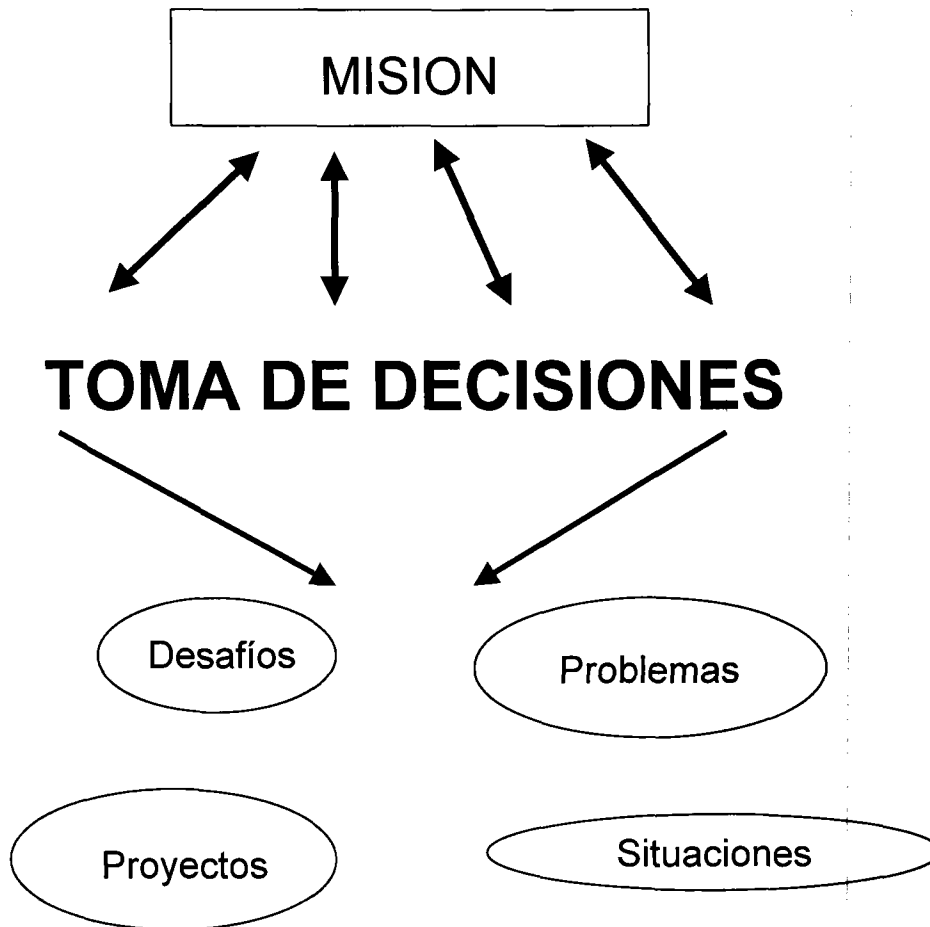 MISION
TOMA DE DECISIONES
Desafíos
Problemas
Proyectos
Situaciones